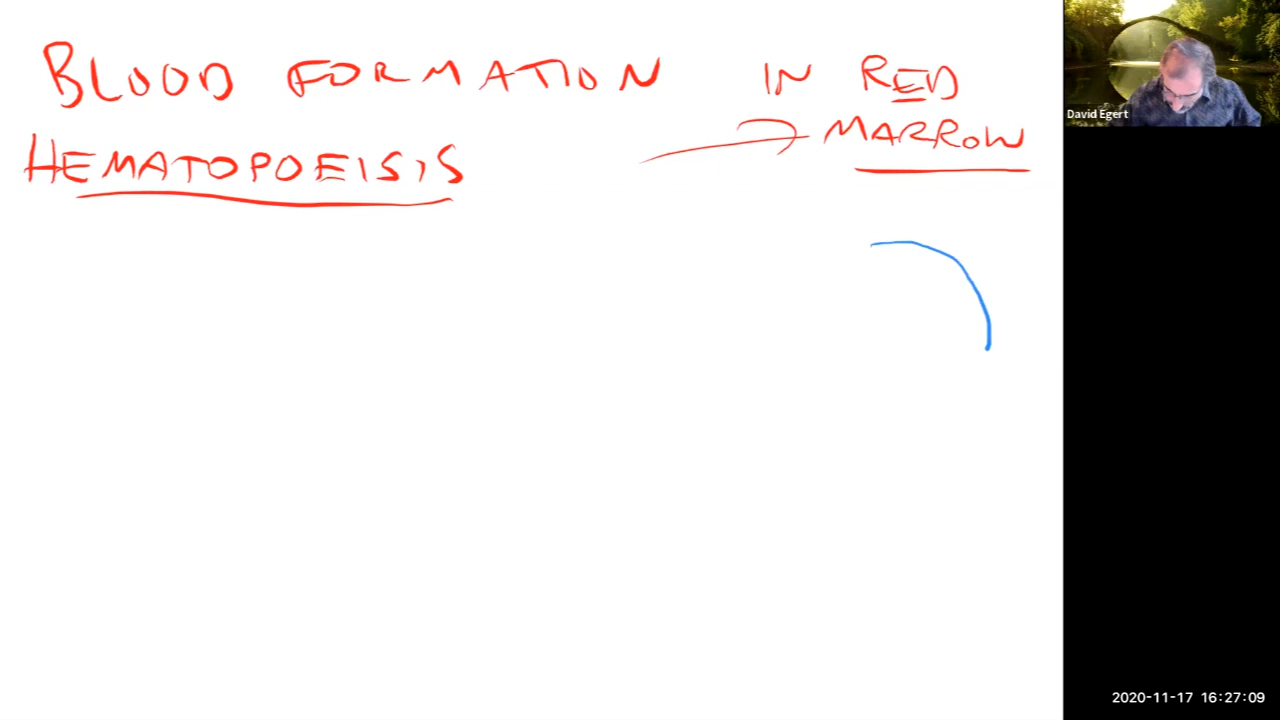 BLOOD FORMATION IN RED
MARROW
HEMATOPOEISIS
David Egert
2020-11-17 16:27:09